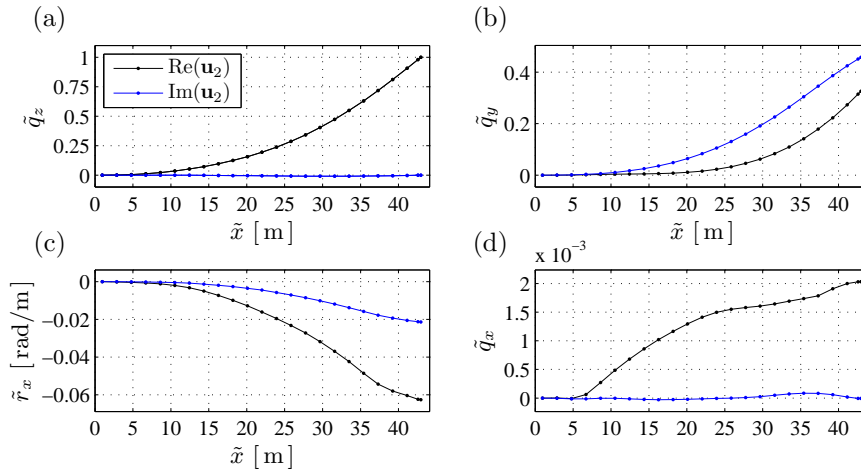 (a)
1
0.75
0.5
0.25
0
q̃z
Re(u2)
Im(u2)
0 5 10 15 20 25 30 35 40
x̃ [ m ]
(b)
0.4
0.2
0
q̃y
0 5 10 15 20 25 30 35 40
x̃ [ m ]
(c)
0
−0.02
−0.04
−0.06
r̃x [ rad/m ]
0 5 10 15 20 25 30 35 40
x̃ [ m ]
(d)
x 10−3
2
1.5
1
0.5
0
q̃x
0 5 10 15 20 25 30 35 40
x̃ [ m ]